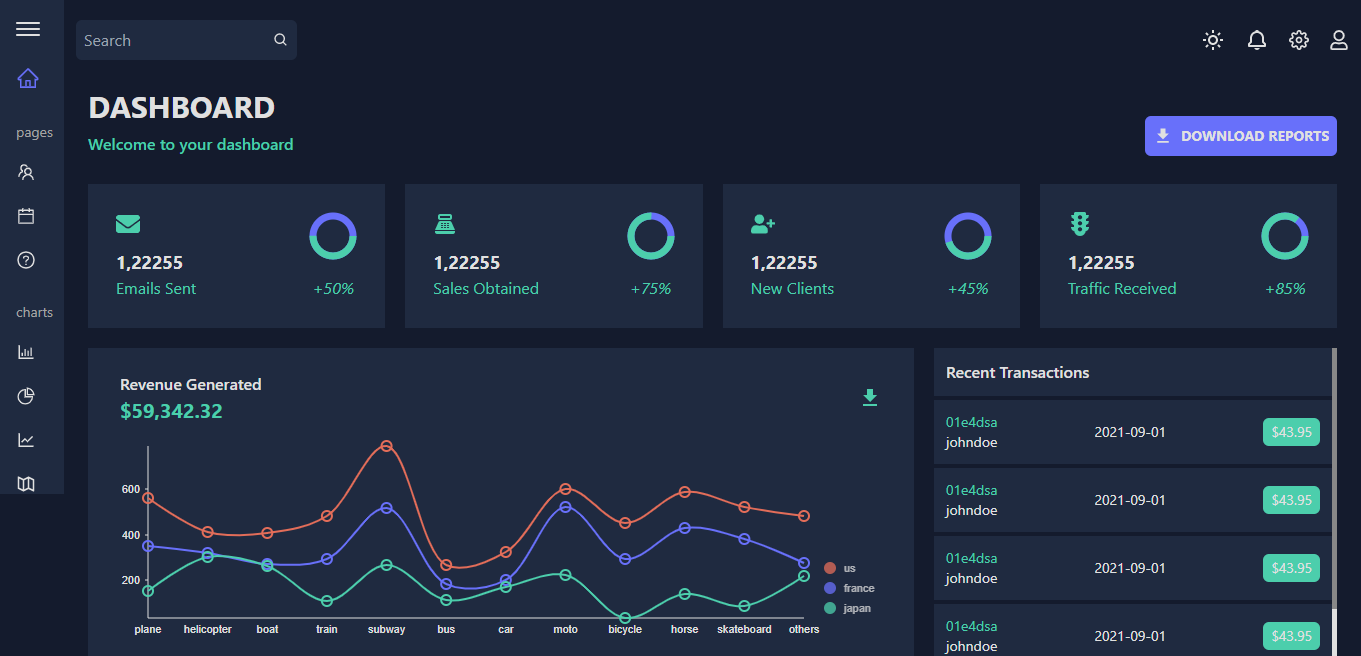 Search
pages
charts
DASHBOARD
Welcome to your dashboard
DOWNLOAD REPORTS
1,22255
Emails Sent
+50%
1,22255
Sales Obtained
+75%
1,22255
New Clients
+45%
1,22255
Traffic Received
+85%
Revenue Generated
$59,342.32
600
400
200
plane helicopter boat train subway bus car moto bicycle horse skateboard others
us
france
japan
Recent Transactions
01e4dsa
johndoe
2021-09-01
$43.95
01e4dsa
johndoe
2021-09-01
$43.95
01e4dsa
johndoe
2021-09-01
$43.95
01e4dsa
johndoe
2021-09-01
$43.95